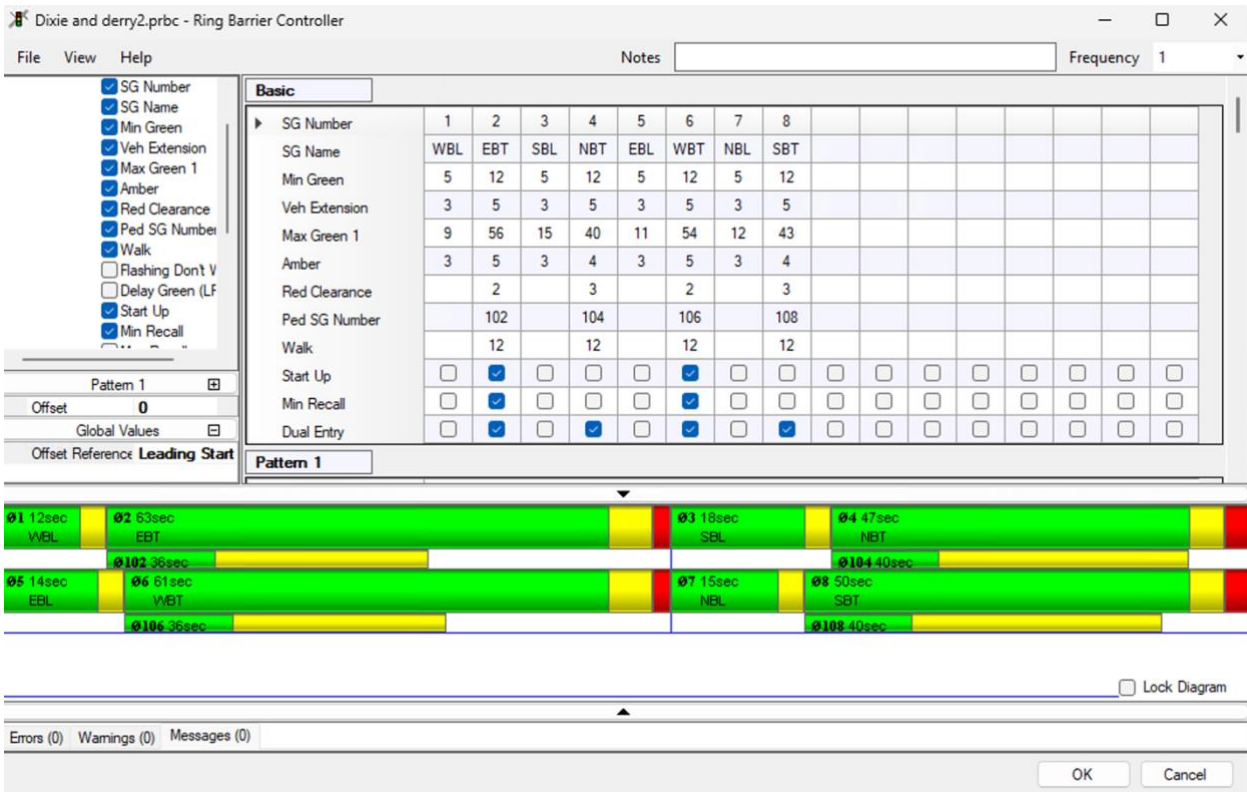 Dixie and derry2.prbc - Ring Barrier Controller
File View Help Notes Frequency 1
SG Number
SG Name
Min Green
Veh Extension
Max Green 1
Amber
Red Clearance
Ped SG Number
Walk
Flashing Don't
Delay Green
Start Up
Min Recall
Pattern 1
Offset 0
Global Values
Offset Reference Leading Start
Basic
SG Number 1 2 3 4 5 6 7 8
SG Name WBL EBT SBL NBT EBL WBT NBL SBT
Min Green 5 12 5 12 5 12 5 12
Veh Extension 3 5 3 5 3 5 3 5
Max Green 1 9 56 15 40 11 54 12 43
Amber 3 5 3 4 3 5 3 4
Red Clearance 2 3 2 3
Ped SG Number 102 104 106 108
Walk 12 12 12 12
Start Up
Min Recall
Dual Entry
Pattern 1
Ø1 12sec Ø2 63sec Ø3 18sec Ø4 47sec
WBL EBT SBL NBT
Ø102 36sec Ø104 40sec
Ø5 14sec Ø6 61sec Ø7 15sec Ø8 50sec
EBL WBT NBL SBT
Ø106 36sec Ø108 40sec
Lock Diagram
Errors (0) Warnings (0) Messages (0)
OK Cancel